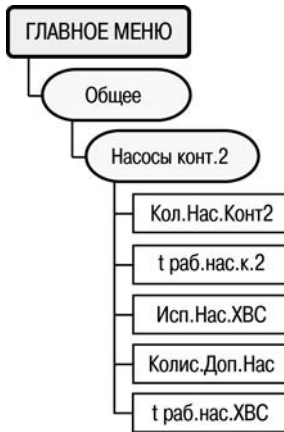 ГЛАВНОЕ МЕНЮ
Общее
Насосы конт.2
Кол.Нас.Конт2
t раб.нас.к.2
Исп.Нас.ХВС
Колис.Доп.Нас
t раб.нас.ХВС